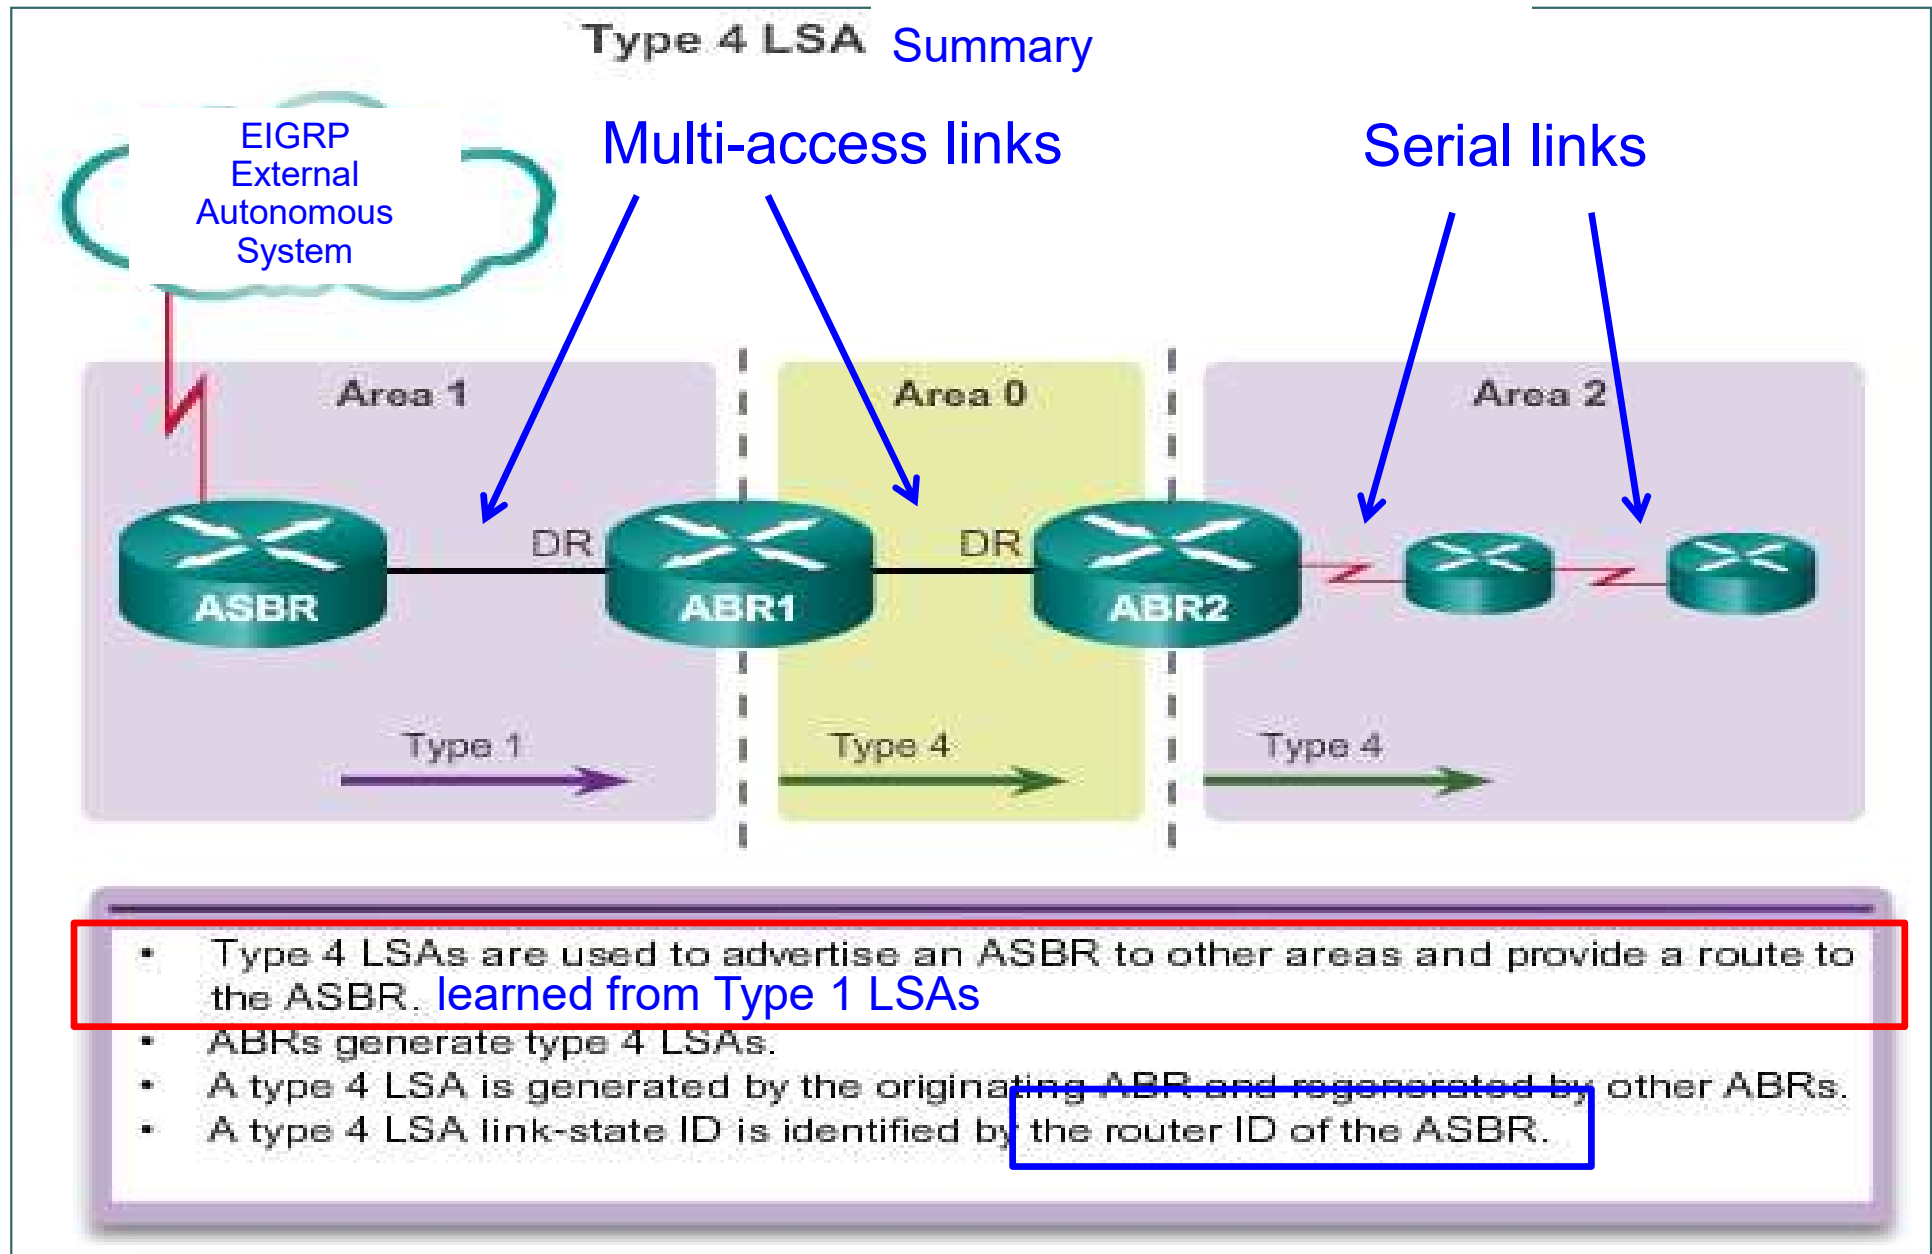 Type 4 LSA Summary
EIGRP
External
Autonomous
System
Multi-access links
Serial links
Area 1
Area 0
Area 2
DR
DR
ASBR
ABR1
ABR2
Type 1
Type 4
Type 4
• Type 4 LSAs are used to advertise an ASBR to other areas and provide a route to
the ASBR. learned from Type 1 LSAs
• ABRs generate type 4 LSAs.
• A type 4 LSA is generated by the originating ABR and regenerated by other ABRs.
• A type 4 LSA link-state ID is identified by the router ID of the ASBR.